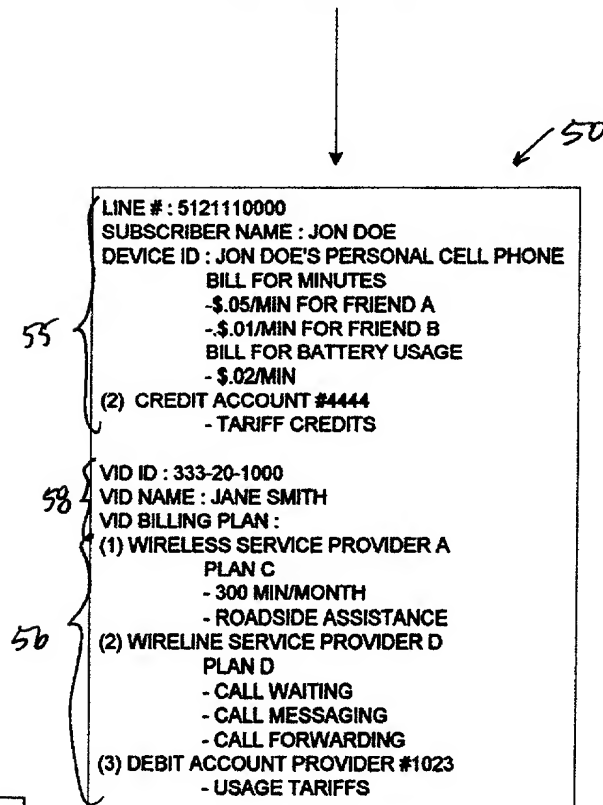 50
LINE # : 5121110000
SUBSCRIBER NAME : JON DOE
DEVICE ID : JON DOE'S PERSONAL CELL PHONE
BILL FOR MINUTES
-$.05/MIN FOR FRIEND A
-.$.01/MIN FOR FRIEND B
BILL FOR BATTERY USAGE
- $.02/MIN
55
(2) CREDIT ACCOUNT #4444
- TARIFF CREDITS
VID ID : 333-20-1000
58
VID NAME : JANE SMITH
VID BILLING PLAN :
(1) WIRELESS SERVICE PROVIDER A
PLAN C
- 300 MIN/MONTH
- ROADSIDE ASSISTANCE
56
(2) WIRELINE SERVICE PROVIDER D
PLAN D
- CALL WAITING
- CALL MESSAGING
- CALL FORWARDING
(3) DEBIT ACCOUNT PROVIDER #1023
- USAGE TARIFFS